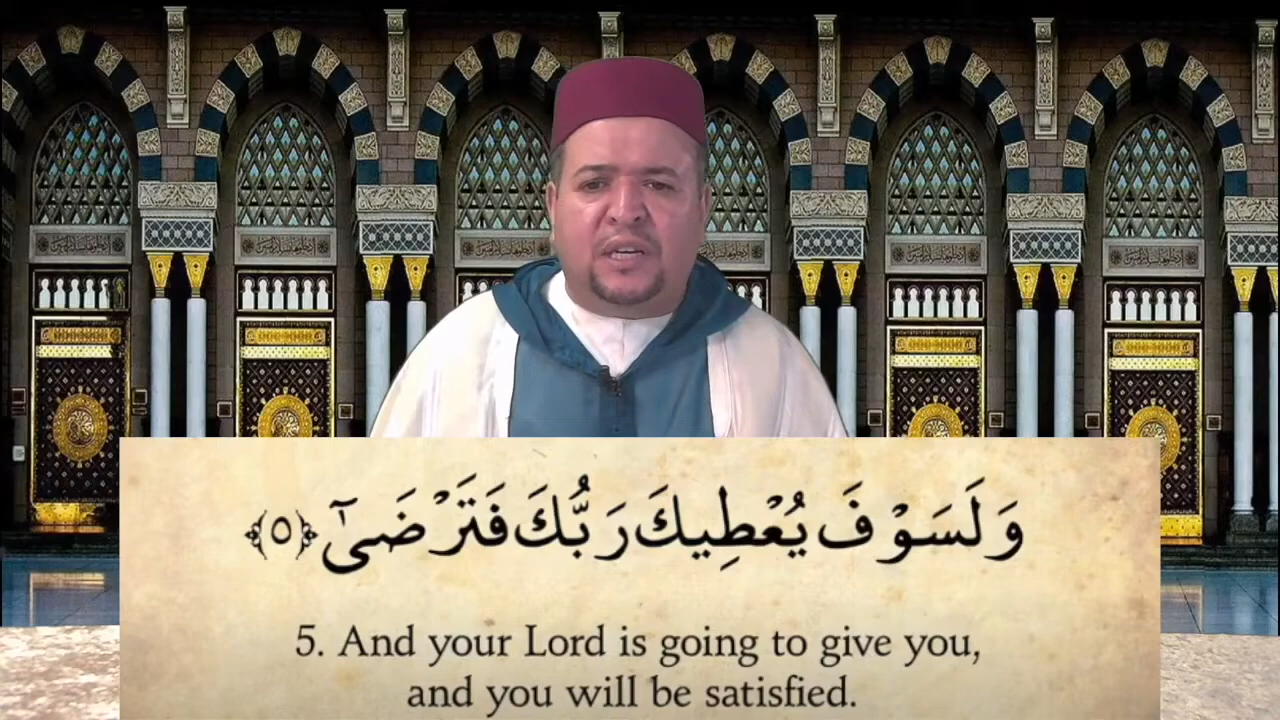 وَلَسَوْفَ يُعْطِيكَ رَبُّكَ فَتَرْضَىٰٓ ﴿٥﴾
5. And your Lord is going to give you,
and you will be satisfied.